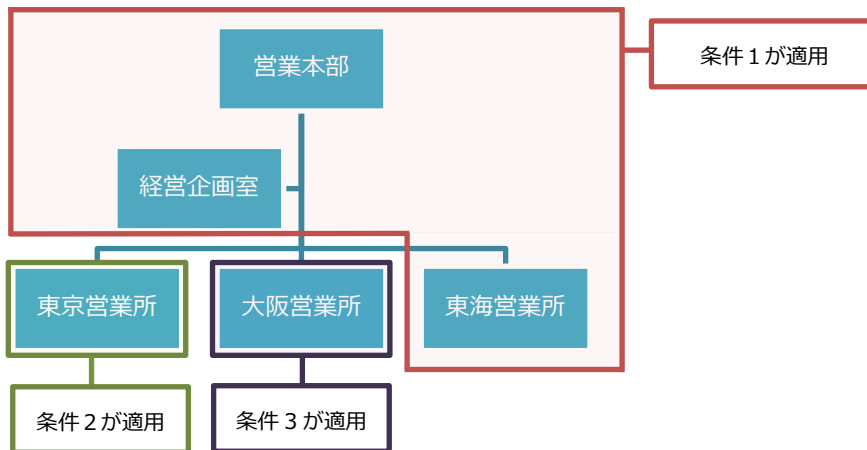 営業本部
条件１が適用
経営企画室
東京営業所
大阪営業所
東海営業所
条件２が適用
条件３が適用